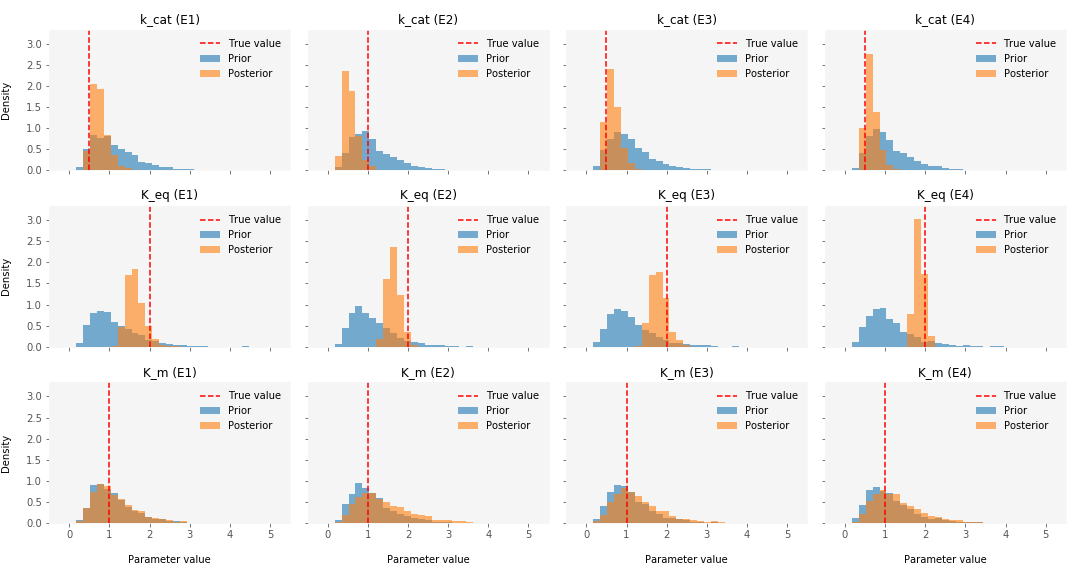 k_cat (E1)
k_cat (E2)
k_cat (E3)
k_cat (E4)
Density
3.0
2.5
2.0
1.5
1.0
0.5
0.0
True value
Prior
Posterior
True value
Prior
Posterior
True value
Prior
Posterior
True value
Prior
Posterior
K_eq (E1)
K_eq (E2)
K_eq (E3)
K_eq (E4)
Density
3.0
2.5
2.0
1.5
1.0
0.5
0.0
True value
Prior
Posterior
True value
Prior
Posterior
True value
Prior
Posterior
True value
Prior
Posterior
K_m (E1)
K_m (E2)
K_m (E3)
K_m (E4)
Density
3.0
2.5
2.0
1.5
1.0
0.5
0.0
True value
Prior
Posterior
True value
Prior
Posterior
True value
Prior
Posterior
True value
Prior
Posterior
0 1 2 3 4 5
0 1 2 3 4 5
0 1 2 3 4 5
0 1 2 3 4 5
Parameter value
Parameter value
Parameter value
Parameter value